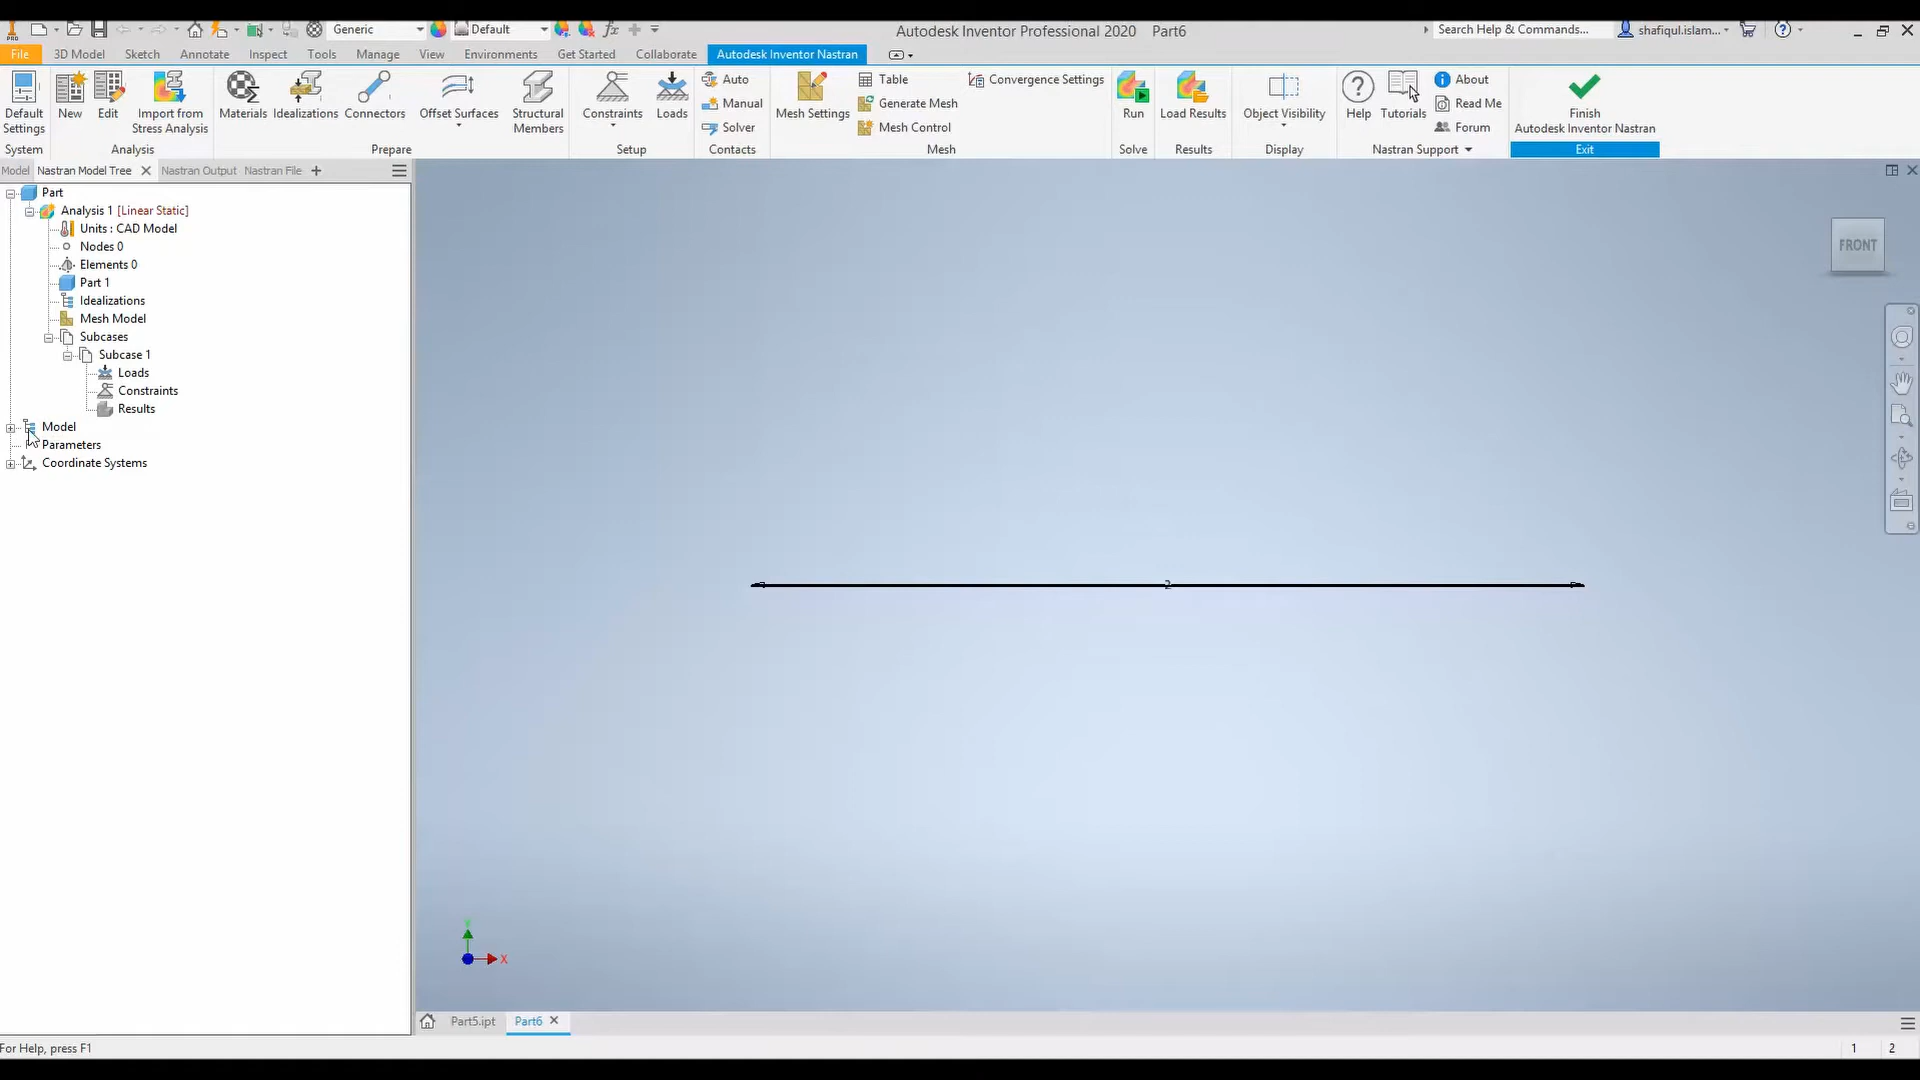 Generic
Default
Autodesk Inventor Professional 2020 Part6
Search Help & Commands...
shafiqul.islam...
File
3D Model
Sketch
Annotate
Inspect
Tools
Manage
View
Environments
Get Started
Collaborate
Autodesk Inventor Nastran
Default
Settings
New
Edit
Import from
Stress Analysis
Materials
Idealizations
Connectors
Offset Surfaces
Structural
Members
Constraints
Loads
Auto
Manual
Solver
Mesh Settings
Table
Generate Mesh
Mesh Control
Convergence Settings
Run
Load Results
Object Visibility
Help
Tutorials
About
Read Me
Forum
Finish
Autodesk Inventor Nastran
System
Analysis
Prepare
Setup
Contacts
Mesh
Solve
Results
Display
Nastran Support
Exit
Model
Nastran Model Tree
Nastran Output
Nastran File
Part
Analysis 1 [Linear Static]
Units : CAD Model
Nodes 0
Elements 0
Part 1
Idealizations
Mesh Model
Subcases
Subcase 1
Loads
Constraints
Results
Model
Parameters
Coordinate Systems
FRONT
2
Y
X
Part5.ipt
Part6
For Help, press F1
1
2